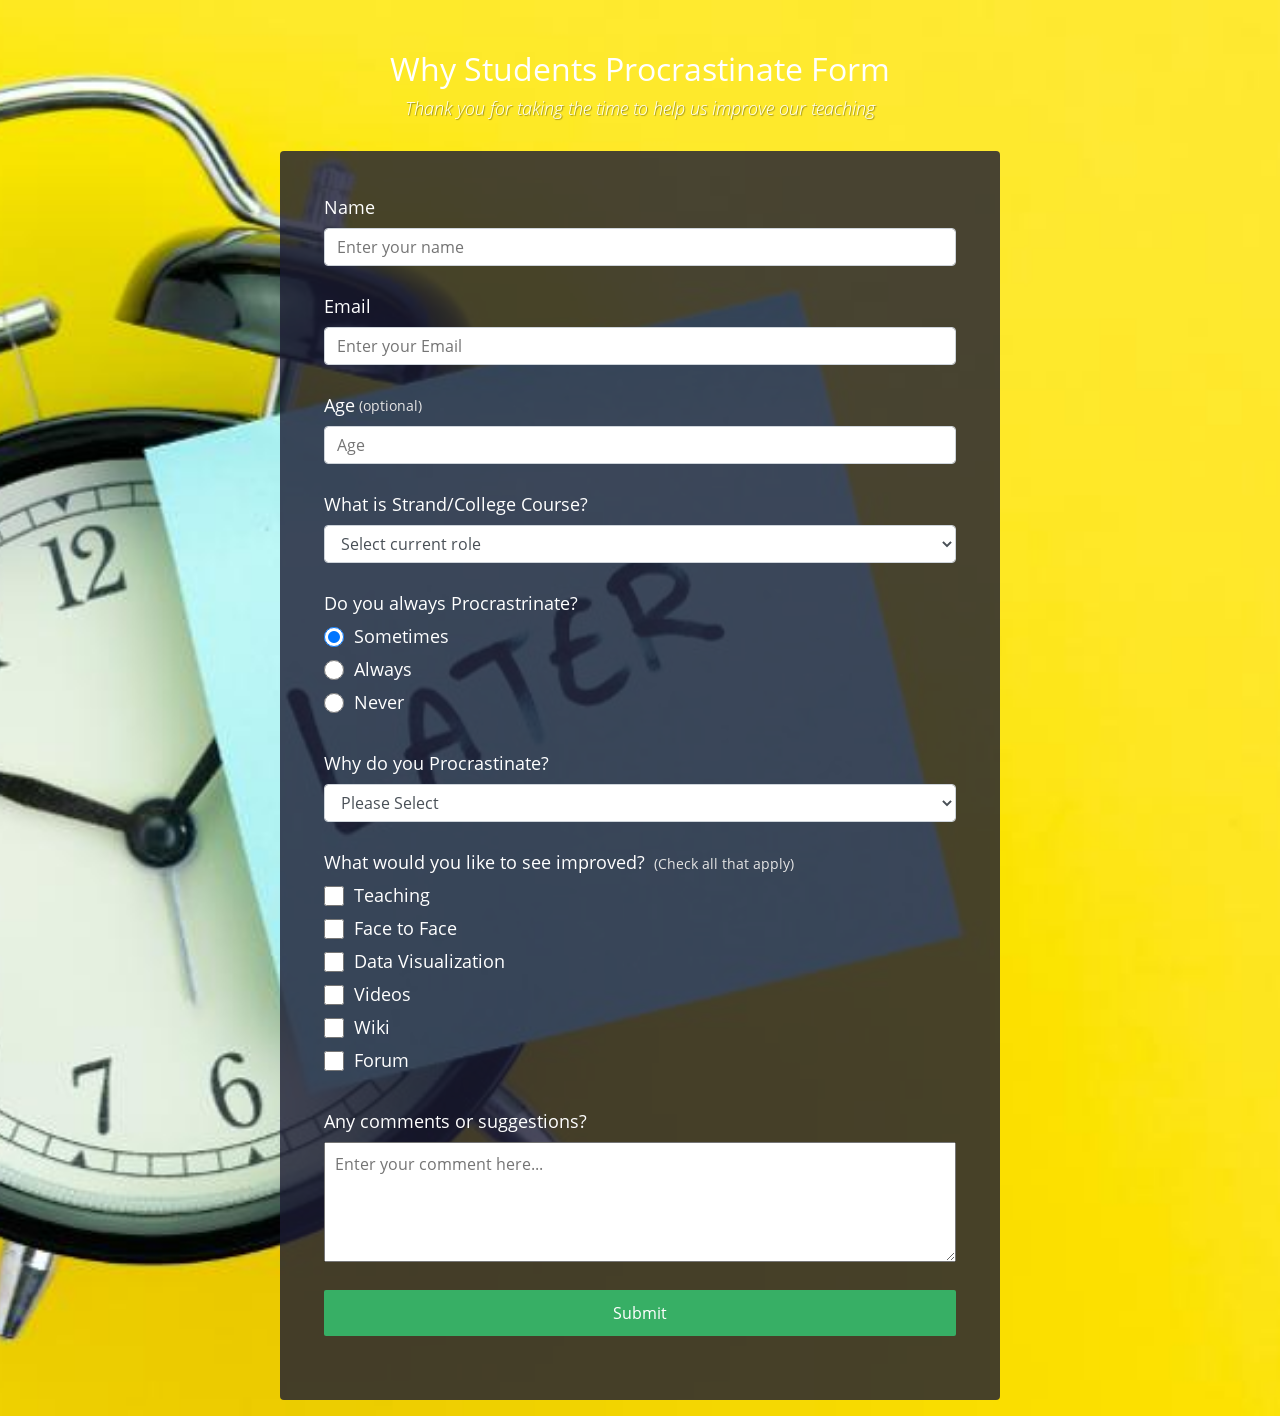 Why Students Procrastinate Form
Thank you for taking the time to help us improve our teaching
Name
Enter your name
Email
Enter your Email
Age (optional)
Age
What is Strand/College Course?
Select current role
Do you always Procrastrinate?
Sometimes
Always
Never
Why do you Procrastinate?
Please Select
What would you like to see improved? (Check all that apply)
Teaching
Face to Face
Data Visualization
Videos
Wiki
Forum
Any comments or suggestions?
Enter your comment here...
Submit
12
LATER
7
6